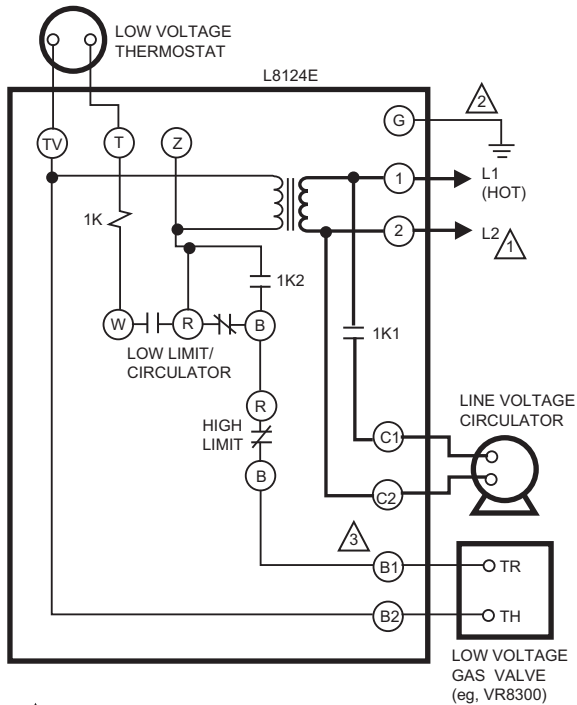 LOW VOLTAGE
THERMOSTAT
L8124E
TV
T
Z
G
2
1
L1
(HOT)
2
L2
1
1K
1K2
W
R
B
LOW LIMIT/
CIRCULATOR
1K1
R
HIGH
LIMIT
B
C1
C2
LINE VOLTAGE
CIRCULATOR
3
B1
TR
B2
TH
LOW VOLTAGE
GAS VALVE
(eg, VR8300)